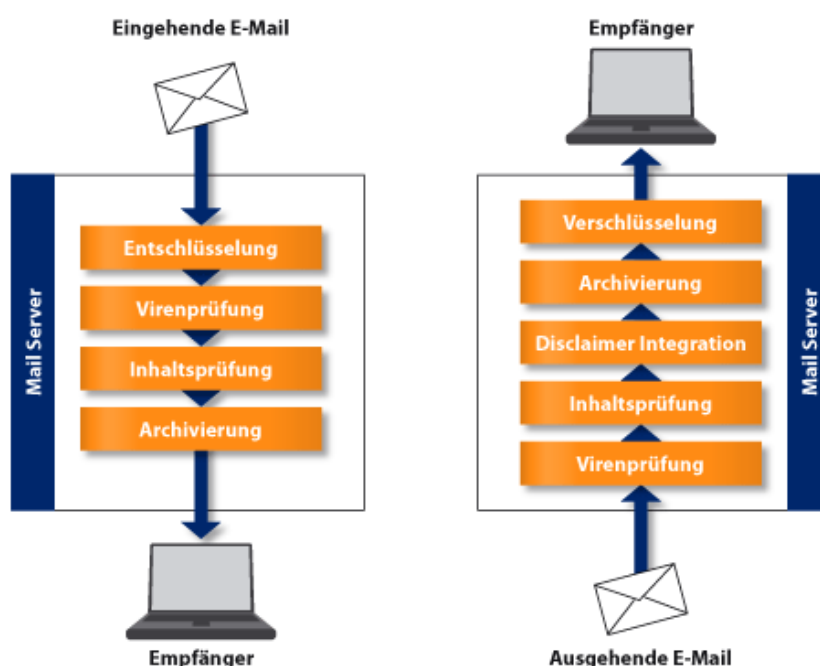 Eingehende E-Mail
Mail Server
Entschlüsselung
Virenprüfung
Inhaltsprüfung
Archivierung
Empfänger
Empfänger
Verschlüsselung
Archivierung
Disclaimer Integration
Inhaltsprüfung
Virenprüfung
Mail Server
Ausgehende E-Mail